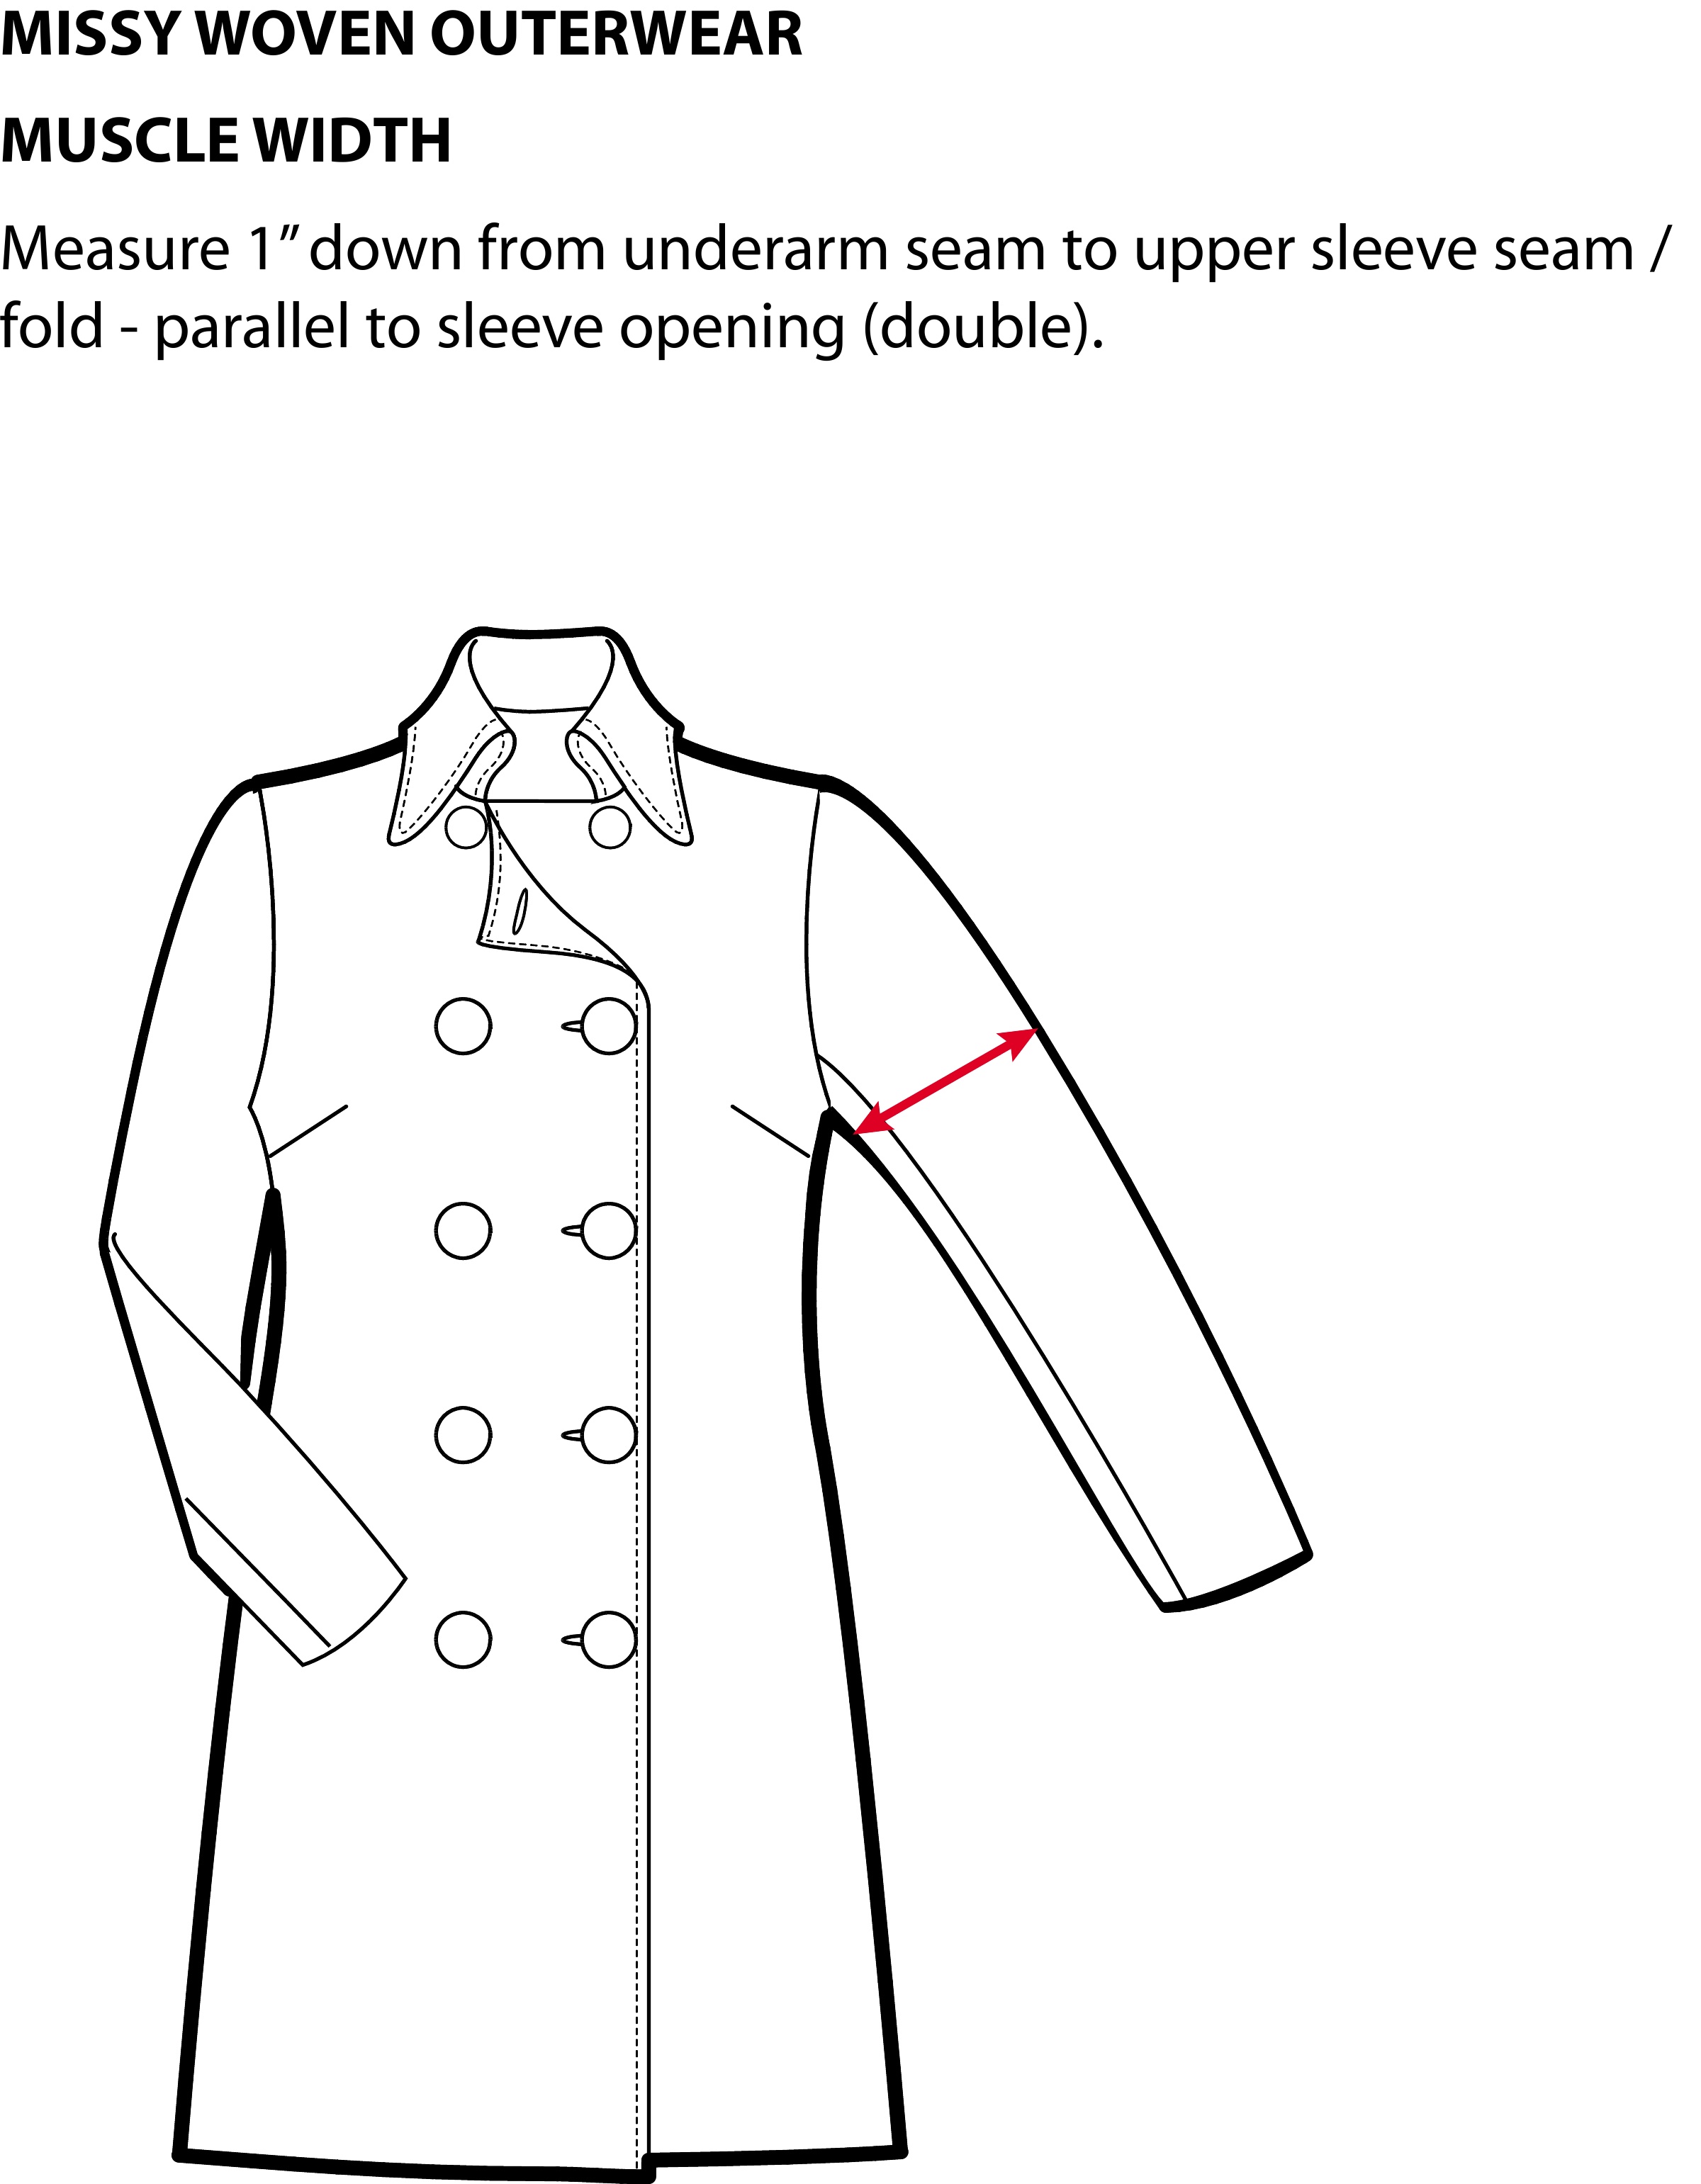 MISSY WOVEN OUTERWEAR
MUSCLE WIDTH
Measure 1” down from underarm seam to upper sleeve seam /
fold - parallel to sleeve opening (double).